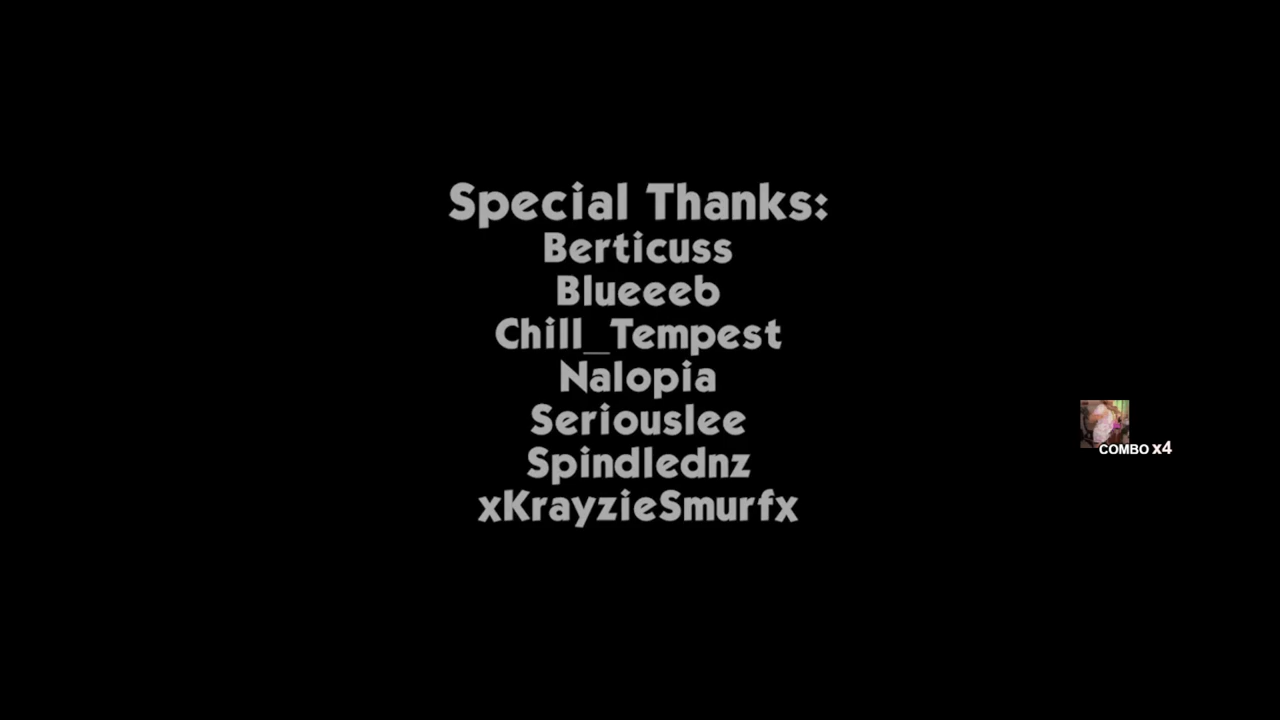 Special Thanks:
Berticuss
Blueeeb
Chill_Tempest
Nalopia
Seriouslee
Spindlednz
xKrayzieSmurfx
COMBO x4